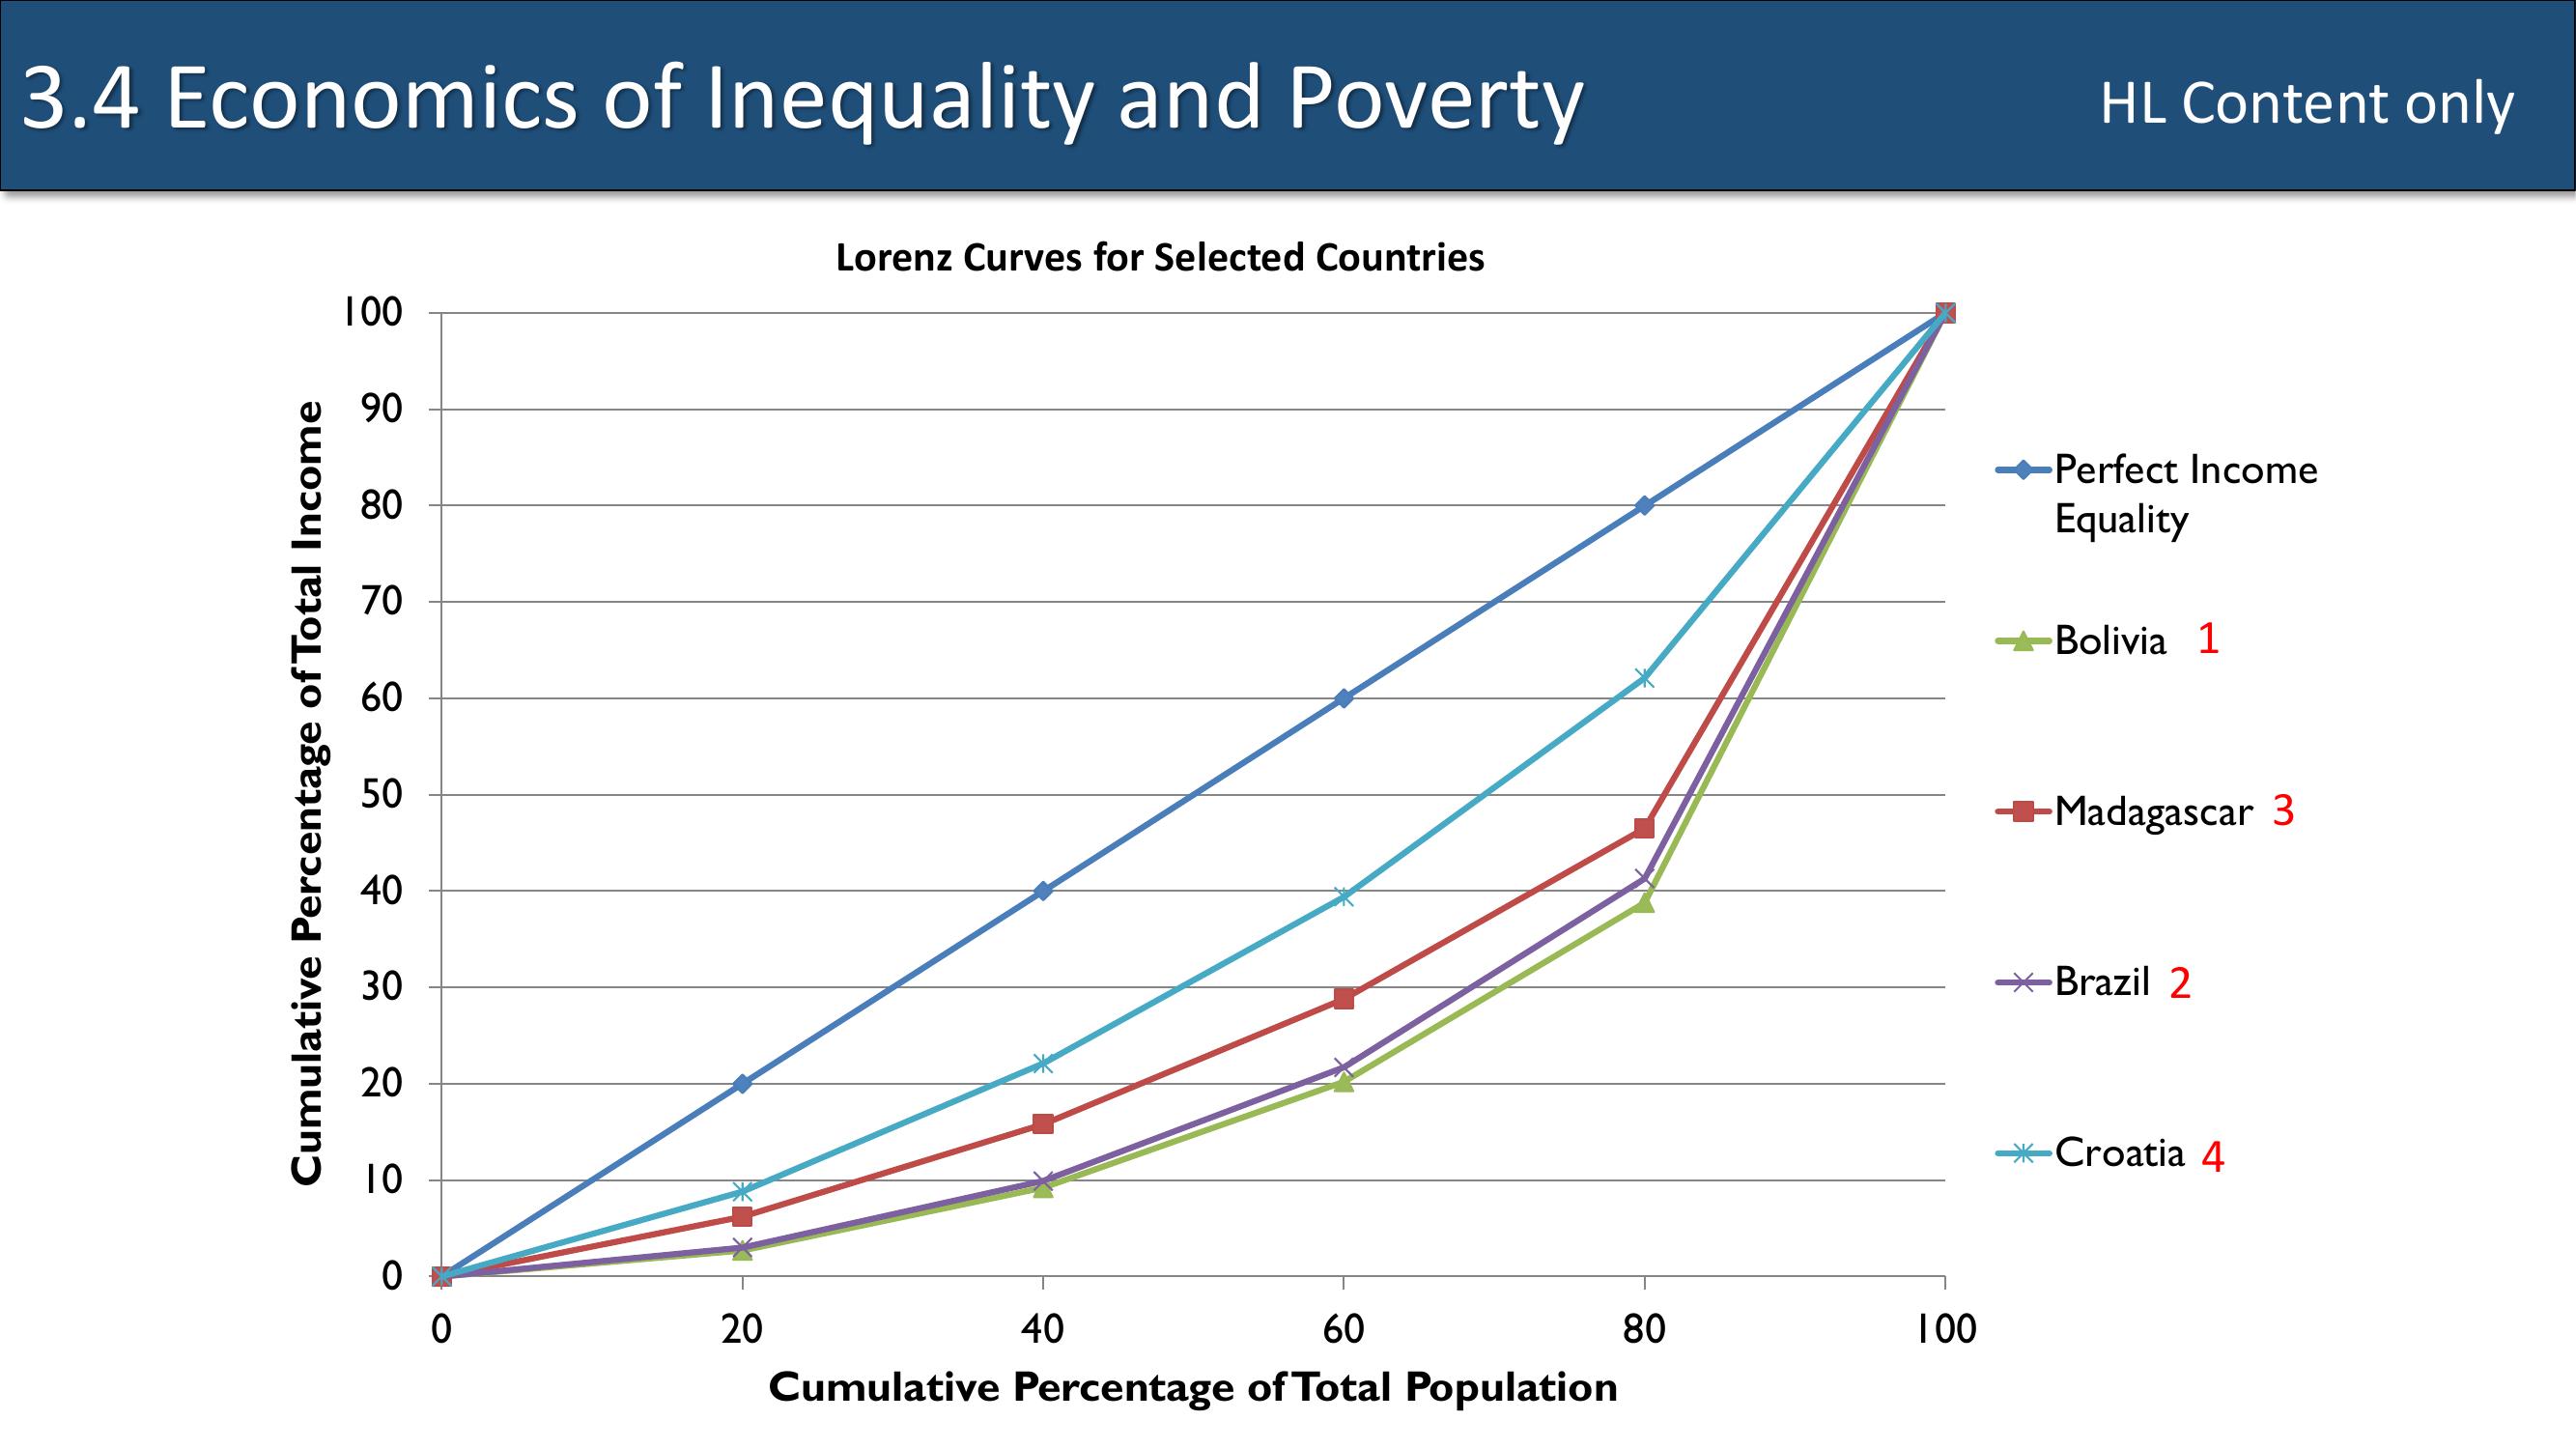 3.4 Economics of Inequality and Poverty
HL Content only
Lorenz Curves for Selected Countries
Cumulative Percentage of Total Income
100
90
80
70
60
50
40
30
20
10
0
0 20 40 60 80 100
Cumulative Percentage of Total Population
Perfect Income
Equality
Bolivia 1
Madagascar 3
Brazil 2
Croatia 4